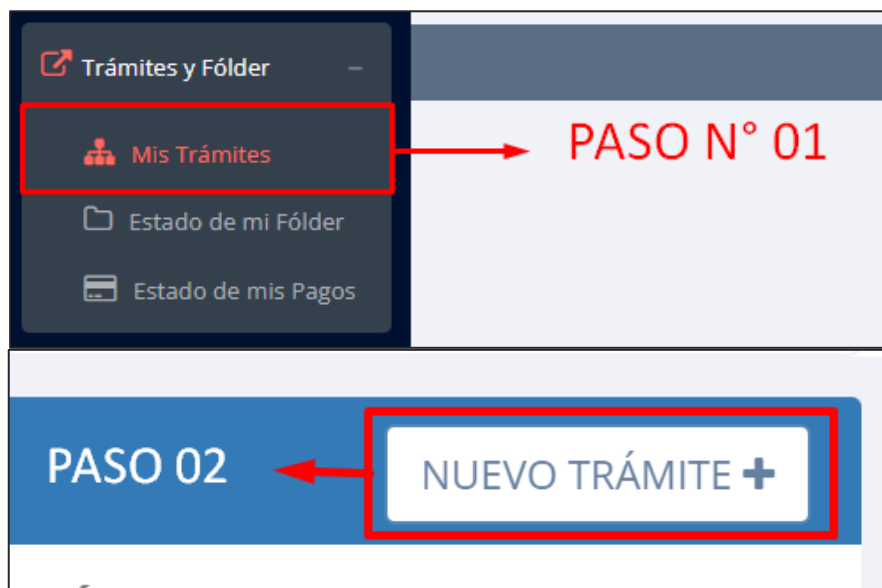 Trámites y Fólder
Mis Trámites
PASO N° 01
Estado de mi Fólder
Estado de mis Pagos
PASO 02
NUEVO TRÁMITE +